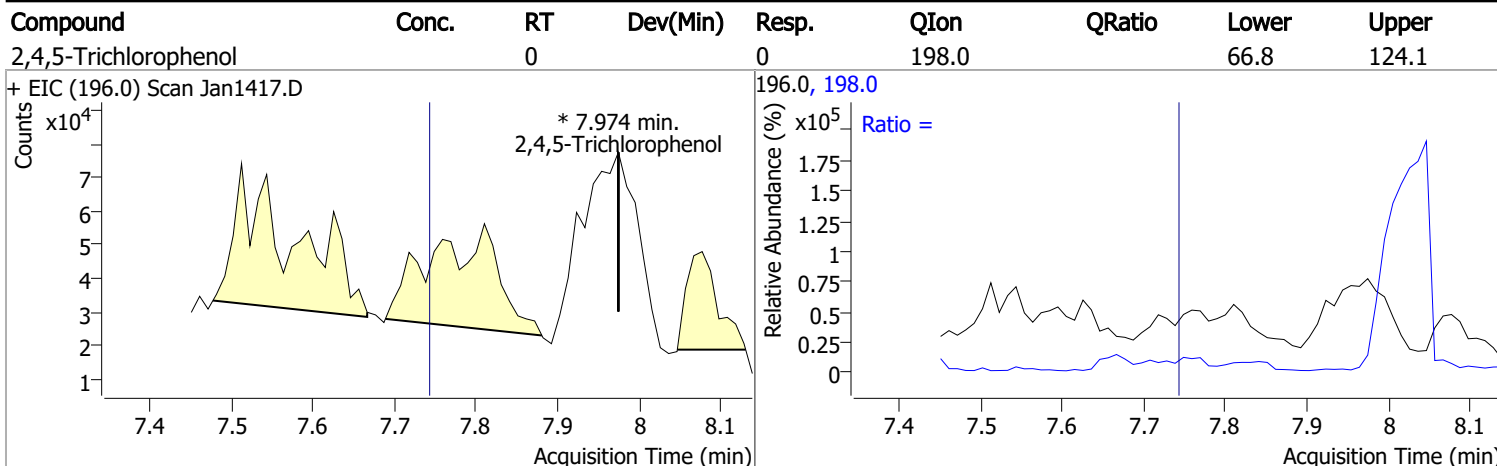 Compound Conc. RT Dev(Min) Resp. QIon QRatio Lower Upper
2,4,5-Trichlorophenol 0 0 198.0 66.8 124.1
+ EIC (196.0) Scan Jan1417.D
Counts
x10⁴
7
6
5
4
3
2
1
* 7.974 min.
2,4,5-Trichlorophenol
7.4 7.5 7.6 7.7 7.8 7.9 8 8.1
Acquisition Time (min)
196.0, 198.0
Relative Abundance (%)
x10⁵
Ratio =
1.75
1.5
1.25
1
0.75
0.5
0.25
0
7.4 7.5 7.6 7.7 7.8 7.9 8 8.1
Acquisition Time (min)